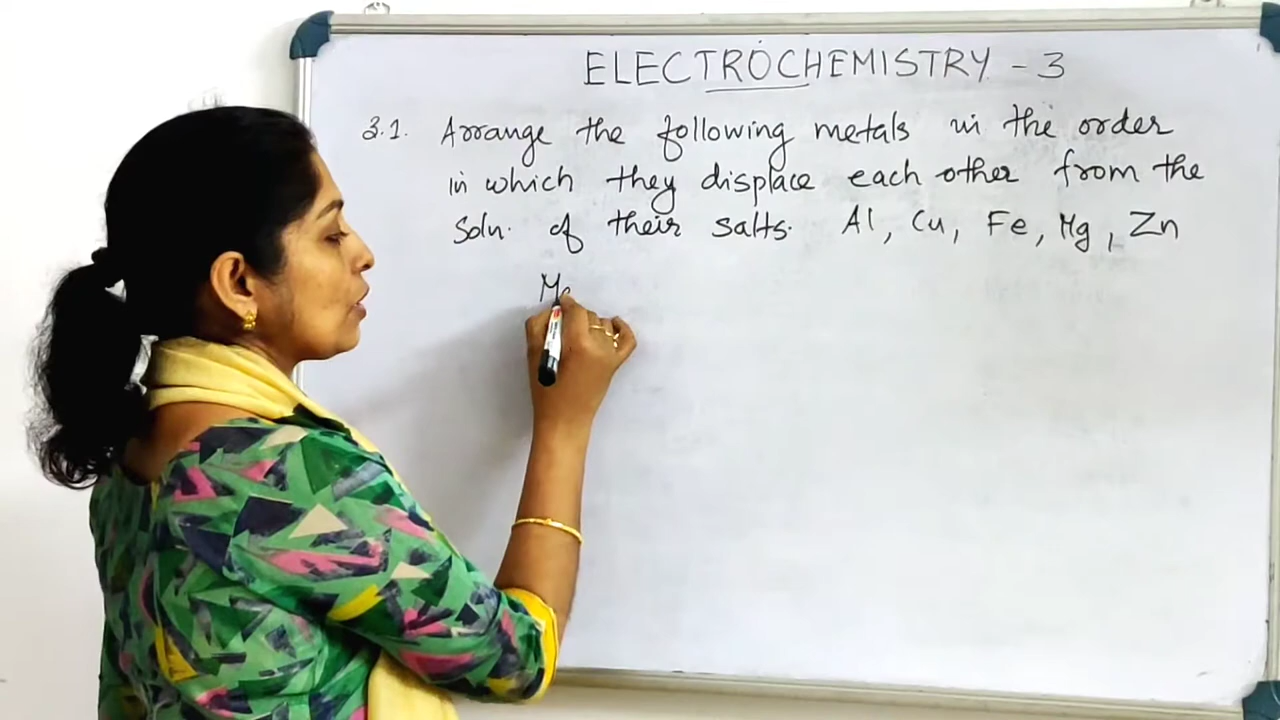 ELECTROCHEMISTRY - 3
3.1. Arrange the following metals in the order
in which they displace each other from the
Soln. of their salts. Al, Cu, Fe, Mg, Zn
Mg